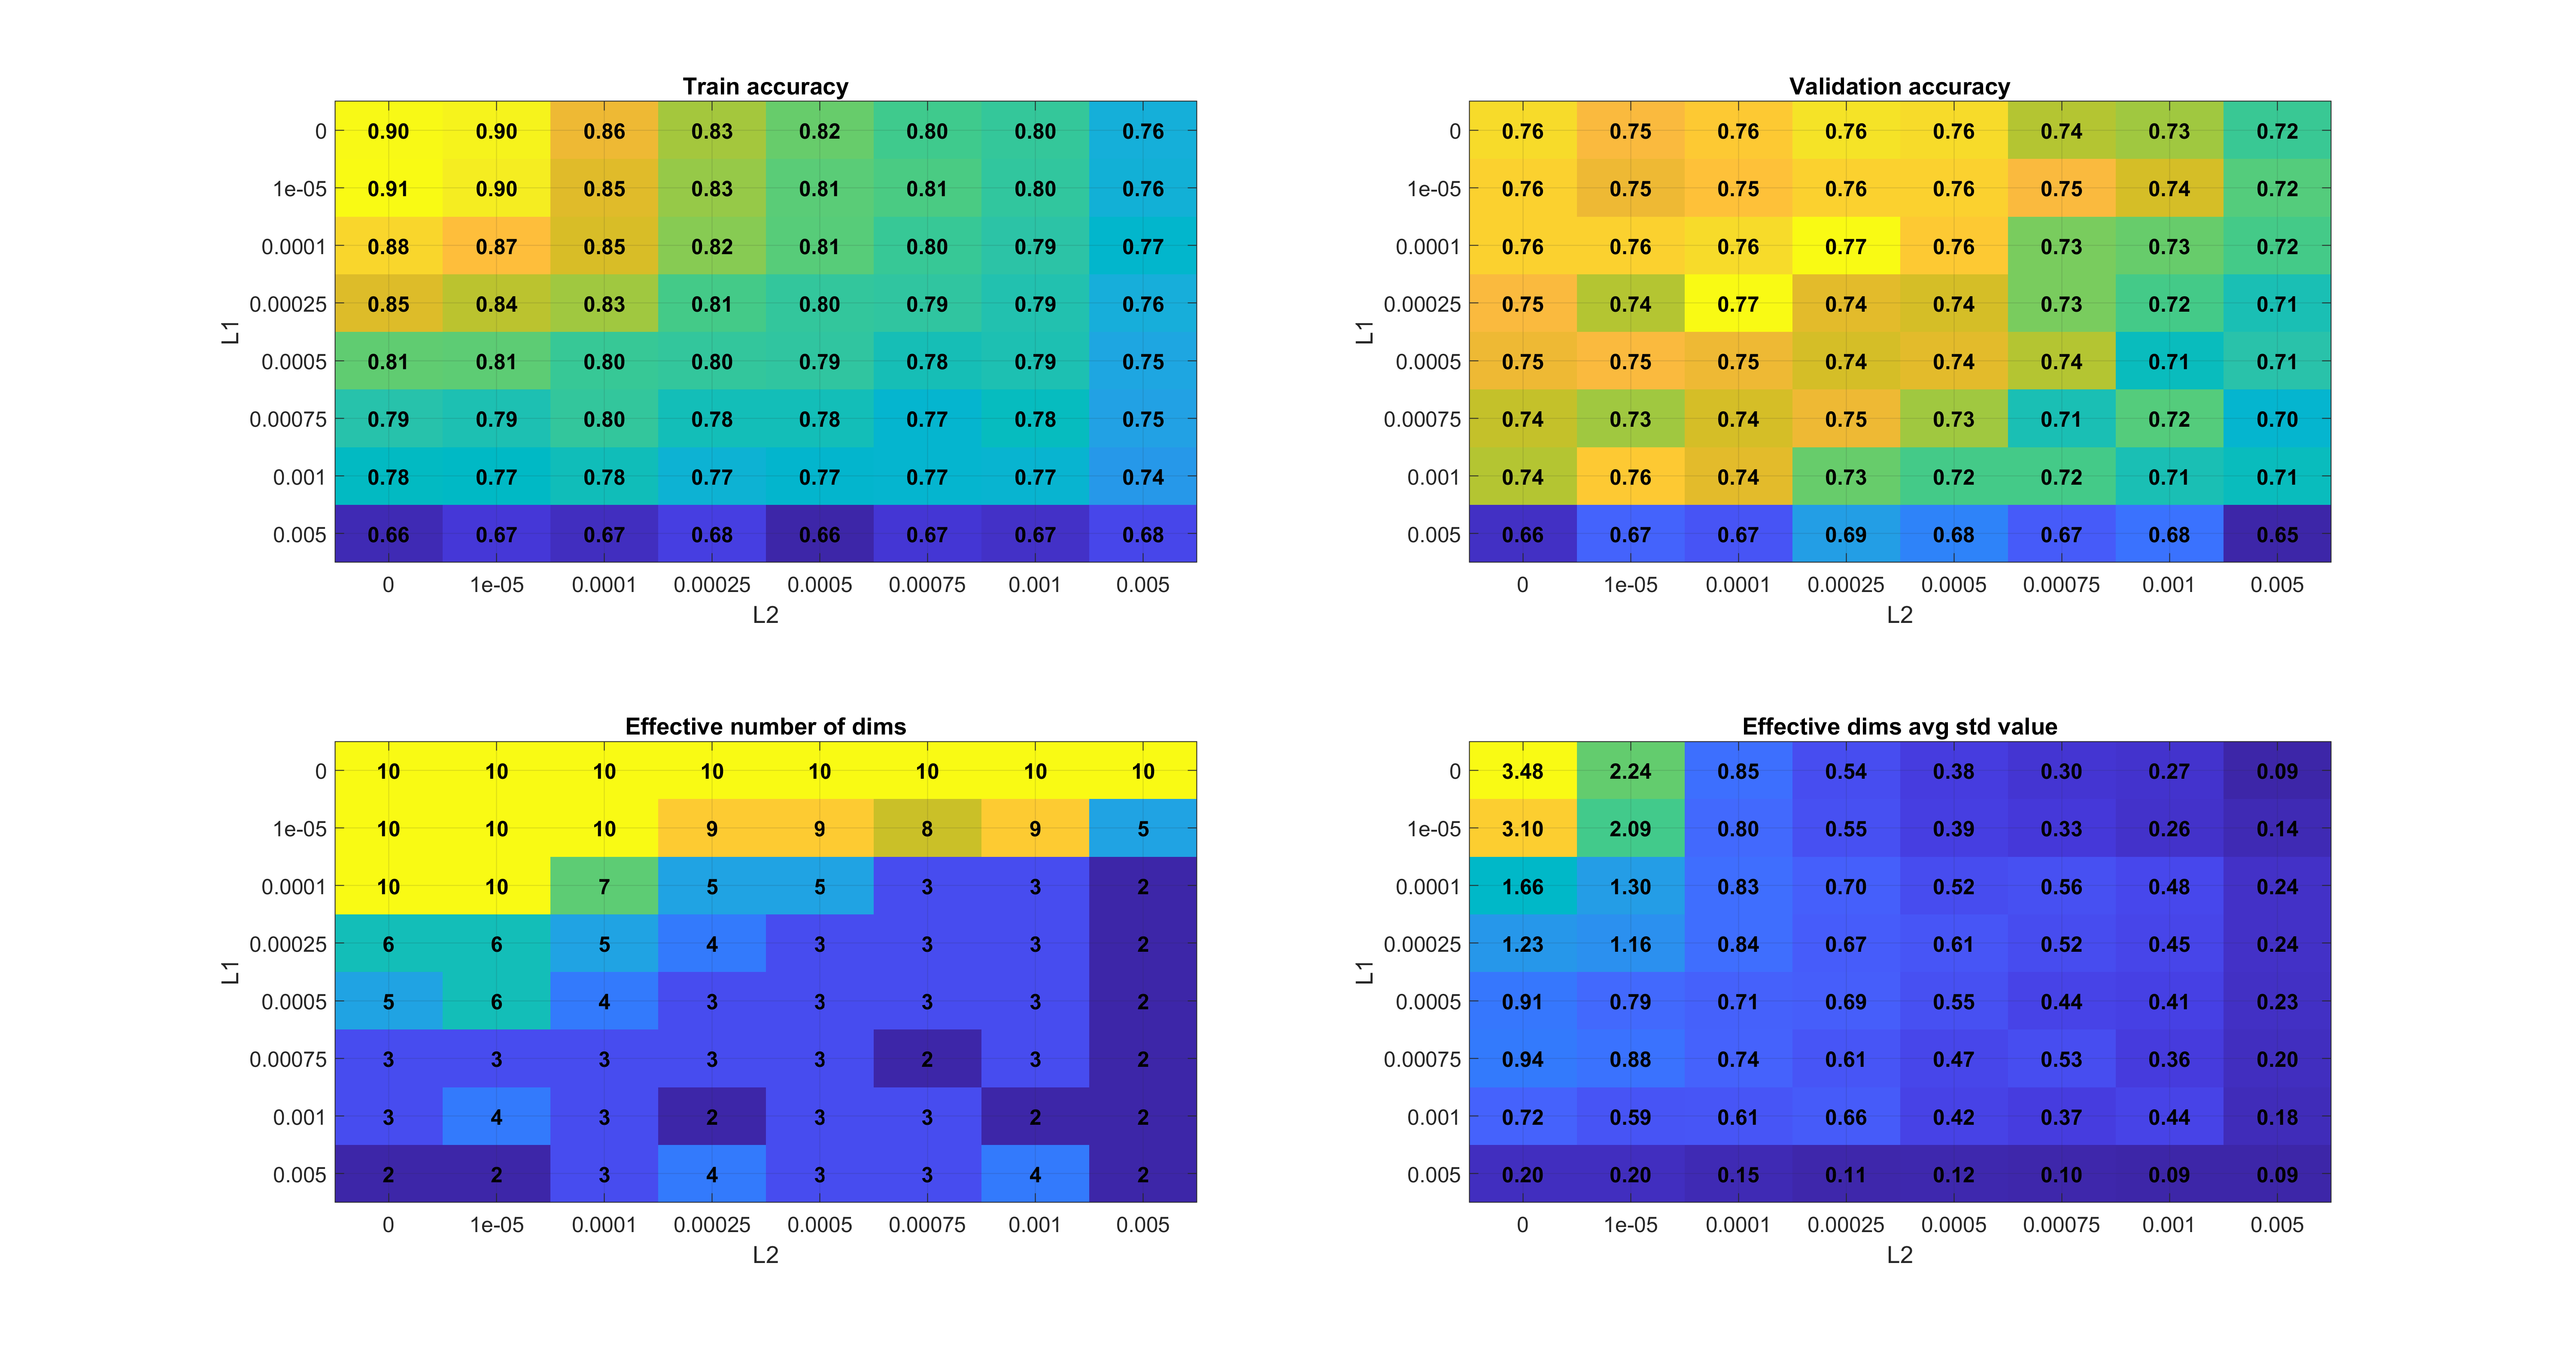 Train accuracy
0 0.90 0.90 0.86 0.83 0.82 0.80 0.80 0.76
1e-05 0.91 0.90 0.85 0.83 0.81 0.81 0.80 0.76
0.0001 0.88 0.87 0.85 0.82 0.81 0.80 0.79 0.77
0.00025 0.85 0.84 0.83 0.81 0.80 0.79 0.79 0.76
L1
0.0005 0.81 0.81 0.80 0.80 0.79 0.78 0.79 0.75
0.00075 0.79 0.79 0.80 0.78 0.78 0.77 0.78 0.75
0.001 0.78 0.77 0.78 0.77 0.77 0.77 0.77 0.74
0.005 0.66 0.67 0.67 0.68 0.66 0.67 0.67 0.68
0 1e-05 0.0001 0.00025 0.0005 0.00075 0.001 0.005
L2
Validation accuracy
0 0.76 0.75 0.76 0.76 0.76 0.74 0.73 0.72
1e-05 0.76 0.75 0.75 0.76 0.76 0.75 0.74 0.72
0.0001 0.76 0.76 0.76 0.77 0.76 0.73 0.73 0.72
0.00025 0.75 0.74 0.77 0.74 0.74 0.73 0.72 0.71
L1
0.0005 0.75 0.75 0.75 0.74 0.74 0.74 0.71 0.71
0.00075 0.74 0.73 0.74 0.75 0.73 0.71 0.72 0.70
0.001 0.74 0.76 0.74 0.73 0.72 0.72 0.71 0.71
0.005 0.66 0.67 0.67 0.69 0.68 0.67 0.68 0.65
0 1e-05 0.0001 0.00025 0.0005 0.00075 0.001 0.005
L2
Effective number of dims
0 10 10 10 10 10 10 10 10
1e-05 10 10 10 9 9 8 9 5
0.0001 10 10 7 5 5 3 3 2
0.00025 6 6 5 4 3 3 3 2
L1
0.0005 5 6 4 3 3 3 3 2
0.00075 3 3 3 3 3 2 3 2
0.001 3 4 3 2 3 3 2 2
0.005 2 2 3 4 3 3 4 2
0 1e-05 0.0001 0.00025 0.0005 0.00075 0.001 0.005
L2
Effective dims avg std value
0 3.48 2.24 0.85 0.54 0.38 0.30 0.27 0.09
1e-05 3.10 2.09 0.80 0.55 0.39 0.33 0.26 0.14
0.0001 1.66 1.30 0.83 0.70 0.52 0.56 0.48 0.24
0.00025 1.23 1.16 0.84 0.67 0.61 0.52 0.45 0.24
L1
0.0005 0.91 0.79 0.71 0.69 0.55 0.44 0.41 0.23
0.00075 0.94 0.88 0.74 0.61 0.47 0.53 0.36 0.20
0.001 0.72 0.59 0.61 0.66 0.42 0.37 0.44 0.18
0.005 0.20 0.20 0.15 0.11 0.12 0.10 0.09 0.09
0 1e-05 0.0001 0.00025 0.0005 0.00075 0.001 0.005
L2